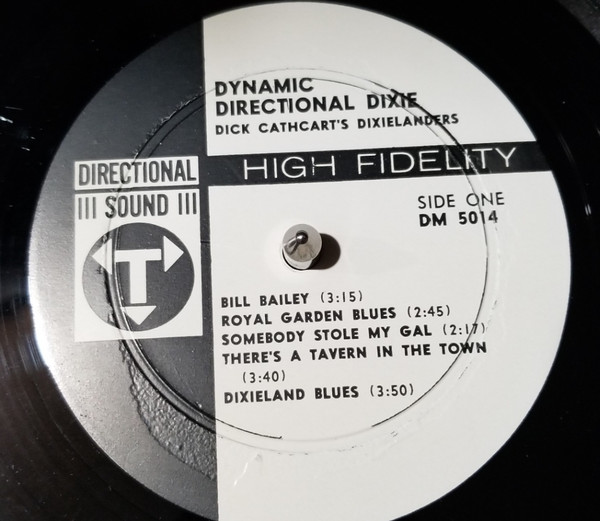 DYNAMIC
DIRECTIONAL DIXIE
DICK CATHCART'S DIXIELANDERS
HIGH FIDELITY
DIRECTIONAL
III SOUND III
T
SIDE ONE
DM 5014
BILL BAILEY (3:15)
ROYAL GARDEN BLUES (2:45)
SOMEBODY STOLE MY GAL (2:17)
THERE'S A TAVERN IN THE TOWN
(3:40)
DIXIELAND BLUES (3:50)